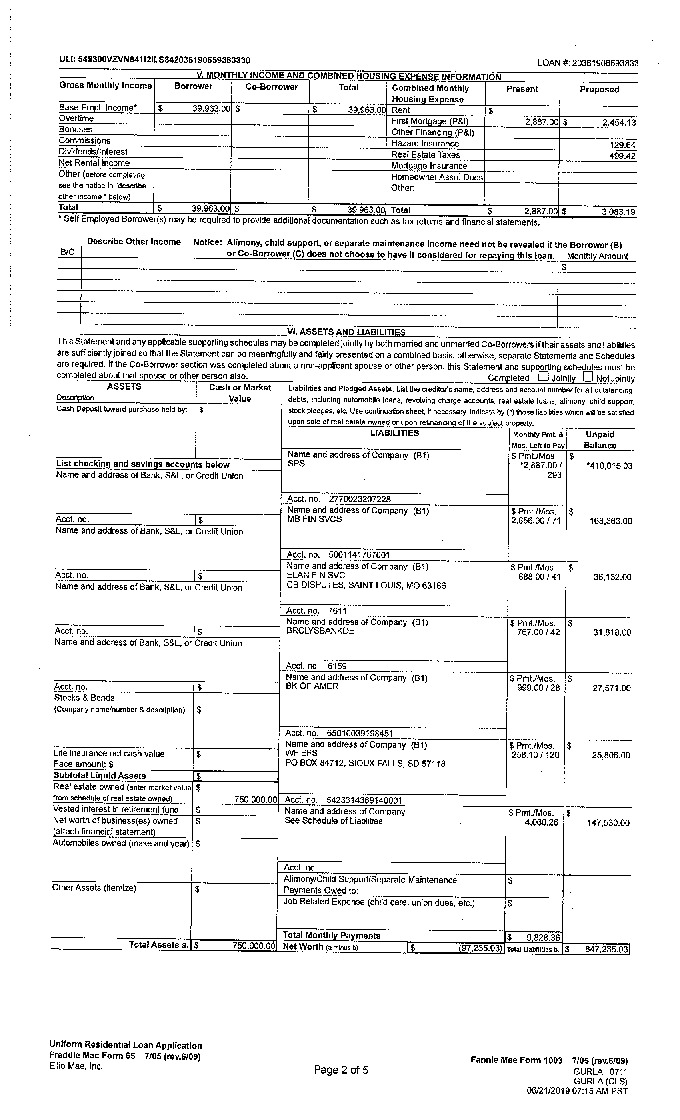 LOAN #: 20361906593833
V. MONTHLY INCOME AND COMBINED HOUSING EXPENSE INFORMATION
Gross Monthly Income Borrower Co-Borrower Total Combined Monthly Housing Expense Present Proposed
Base Empl. Income* $ 39,963.00 $ $ 39,963.00 Rent $
Overtime First Mortgage (P&I) 2,887.00 $ 2,454.13
Bonuses Other Financing (P&I)
Commissions Hazard Insurance 129.64
Dividends/Interest Real Estate Taxes 499.42
Net Rental Income Mortgage Insurance
Other (before completing Homeowner Assn. Dues
see the notice in "describe Other:
other income" below)
Total $ 39,963.00 $ $ 39,963.00 Total $ 2,887.00 $ 3,083.19
* Self Employed Borrower(s) may be required to provide additional documentation such as tax returns and financial statements.
Describe Other Income Notice: Alimony, child support, or separate maintenance income need not be revealed if the Borrower (B)
B/C or Co-Borrower (C) does not choose to have it considered for repaying this loan. Monthly Amount
$
VI. ASSETS AND LIABILITIES
This Statement and any applicable supporting schedules may be completed jointly by both married and unmarried Co-Borrowers if their assets and liabilities
are sufficiently joined so that the Statement can be meaningfully and fairly presented on a combined basis; otherwise, separate Statements and Schedules
are required. If the Co-Borrower section was completed about a non-applicant spouse or other person, this Statement and supporting schedules must be
completed about that spouse or other person also. Completed Jointly Not Jointly
ASSETS Cash or Market Value
Description
Cash Deposit toward purchase held by: $
Liabilities and Pledged Assets. List the creditor's name, address and account number for all outstanding
debts, including automobile loans, revolving charge accounts, real estate loans, alimony, child support,
stock pledges, etc. Use continuation sheet, if necessary. Indicate by (*) those liabilities which will be satisfied
upon sale of real estate owned or upon refinancing of the subject property.
LIABILITIES Monthly Pmt. & Mos. Left to Pay Unpaid Balance
List checking and savings accounts below
Name and address of Bank, S&L, or Credit Union
Name and address of Company (B1) $ Pmt./Mos. $
SPS *2,887.00 / 293 *410,015.03
Acct. no. 2770023207228
Acct. no. $
Name and address of Bank, S&L, or Credit Union
Name and address of Company (B1) $ Pmt./Mos. $
MB FIN SVCS 2,656.00 / 71 168,363.00
Acct. no. 5001141767001
Acct. no. $
Name and address of Bank, S&L, or Credit Union
Name and address of Company (B1) $ Pmt./Mos. $
ELAN FIN SVC 888.00 / 41 36,132.00
CB DISPUTES, SAINT LOUIS, MO 63166
Acct. no. 7611
Acct. no. $
Name and address of Bank, S&L, or Credit Union
Name and address of Company (B1) $ Pmt./Mos. $
BRCLYSBANKDE 767.00 / 42 31,818.00
Acct. no. 6155
Acct. no. $
Stocks & Bonds
(Company name/number & description) $
Name and address of Company (B1) $ Pmt./Mos. $
BK OF AMER 999.00 / 28 27,571.00
Acct. no. 65016039198451
Life insurance net cash value $
Face amount: $
Name and address of Company (B1) $ Pmt./Mos. $
WF EFS 258.10 / 120 25,806.00
PO BOX 84712, SIOUX FALLS, SD 57118
Subtotal Liquid Assets $
Real estate owned (enter market value $
from schedule of real estate owned) 750,000.00
Acct. no. 5423314369140001
Vested interest in retirement fund $
Net worth of business(es) owned $
(attach financial statement)
Automobiles owned (make and year) $
Name and address of Company $ Pmt./Mos. $
See Schedule of Liabilities 4,060.26 147,530.00
Acct. no.
Other Assets (itemize) $
Alimony/Child Support/Separate Maintenance $
Payments Owed to:
Job Related Expense (child care, union dues, etc.) $
Total Monthly Payments $ 9,828.36
Total Assets a. $ 750,000.00 Net Worth (a minus b) $ (97,235.03) Total Liabilities b. $ 847,235.03
Uniform Residential Loan Application
Freddie Mac Form 65 7/05 (rev.6/09)
Ellie Mae, Inc.
Page 2 of 5
Fannie Mae Form 1003 7/05 (rev.6/09)
GURLA 0711
GURLA (CLS)
06/21/2019 07:15 AM PST